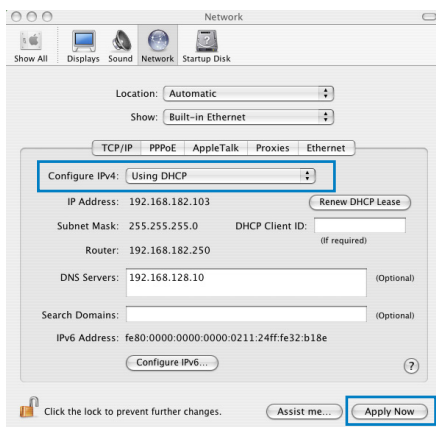 Network
Show All Displays Sound Network Startup Disk
Location: Automatic
Show: Built-in Ethernet
TCP/IP PPPoE AppleTalk Proxies Ethernet
Configure IPv4: Using DHCP
IP Address: 192.168.182.103 Renew DHCP Lease
Subnet Mask: 255.255.255.0 DHCP Client ID:
(If required)
Router: 192.168.182.250
DNS Servers: 192.168.128.10 (Optional)
Search Domains: (Optional)
IPv6 Address: fe80:0000:0000:0000:0211:24ff:fe32:b18e
Configure IPv6... ?
Click the lock to prevent further changes. Assist me... Apply Now